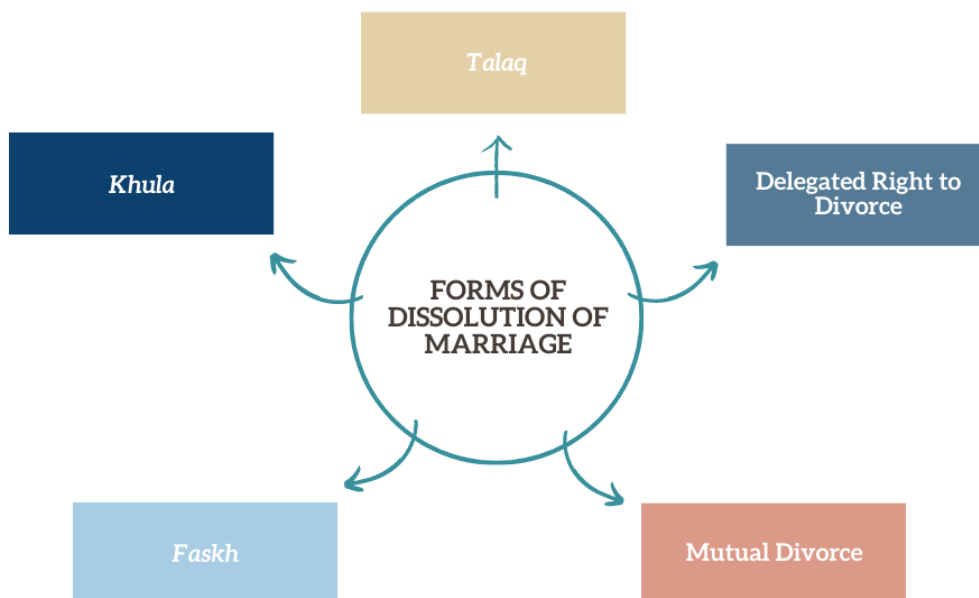 Talaq
Khula
Delegated Right to
Divorce
FORMS OF
DISSOLUTION OF
MARRIAGE
Faskh
Mutual Divorce